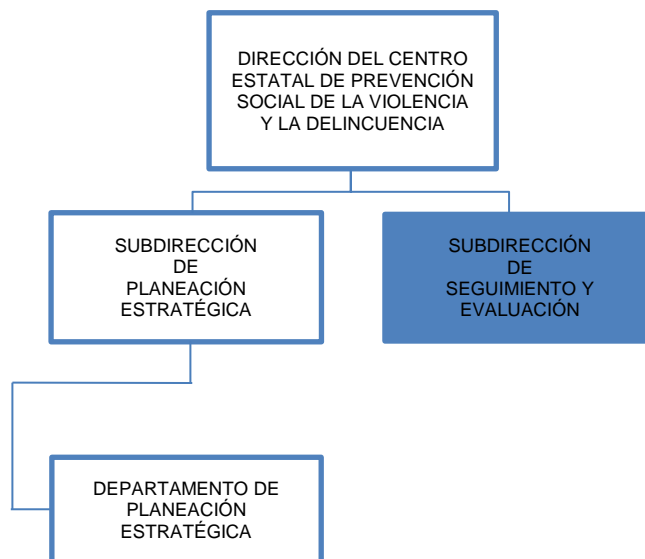 DIRECCIÓN DEL CENTRO
ESTATAL DE PREVENCIÓN
SOCIAL DE LA VIOLENCIA
Y LA DELINCUENCIA
SUBDIRECCIÓN
DE
PLANEACIÓN
ESTRATÉGICA
SUBDIRECCIÓN
DE
SEGUIMIENTO Y
EVALUACIÓN
DEPARTAMENTO DE
PLANEACIÓN
ESTRATÉGICA